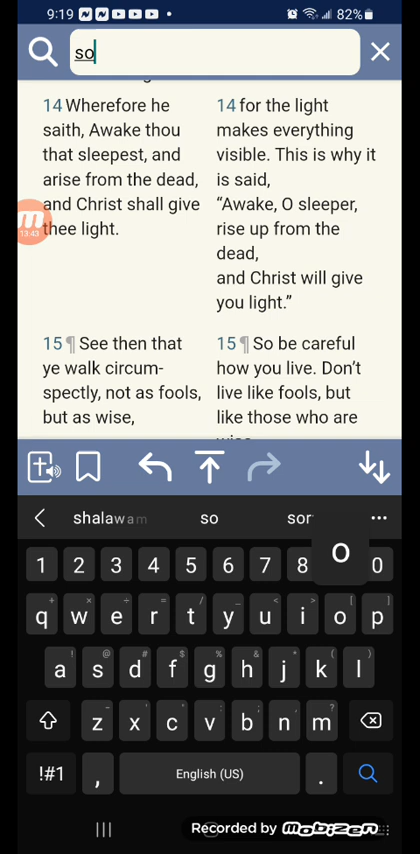 9:19 82%
so
14 Wherefore he
saith, Awake thou
that sleepest, and
arise from the dead,
and Christ shall give
thee light.
14 for the light
makes everything
visible. This is why it
is said,
“Awake, O sleeper,
rise up from the
dead,
and Christ will give
you light.”
15 ¶ See then that
ye walk circum-
spectly, not as fools,
but as wise,
15 ¶ So be careful
how you live. Don’t
live like fools, but
like those who are
13:43
shalawam so
o
1 2 3 4 5 6 7 8 0
q w e r t y u i o p
a s d f g h j k l
z x c v b n m
!#1 , English (US) .
Recorded by mobizen